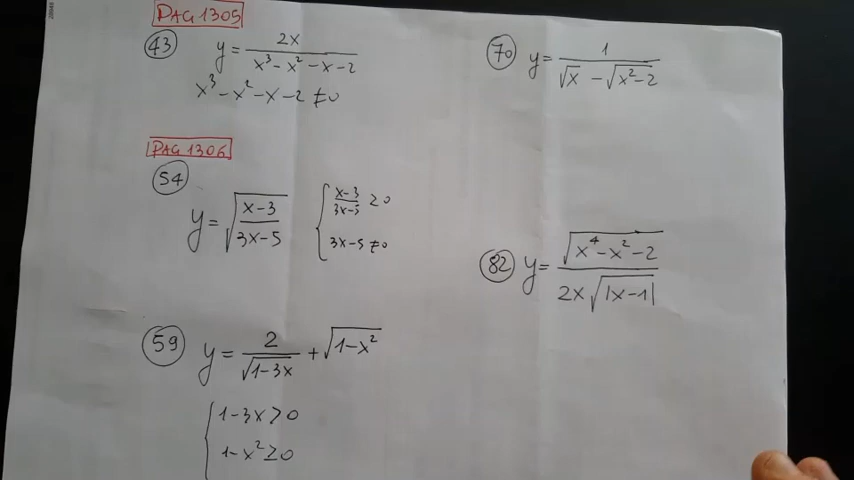 PAG 1305
43 y = 2x / (x³ - x² - x - 2)
x³ - x² - x - 2 ≠ 0
PAG 1306
54
y = √((x-3)/(3x-5)) { (x-3)/(3x-5) ≥ 0
3x-5 ≠ 0
59 y = 2/√(1-3x) + √(1-x²)
{ 1-3x > 0
1-x² ≥ 0
70 y = 1 / (√x - √(x²-2))
82 y = √(x⁴-x²-2) / (2x√|x-1|)